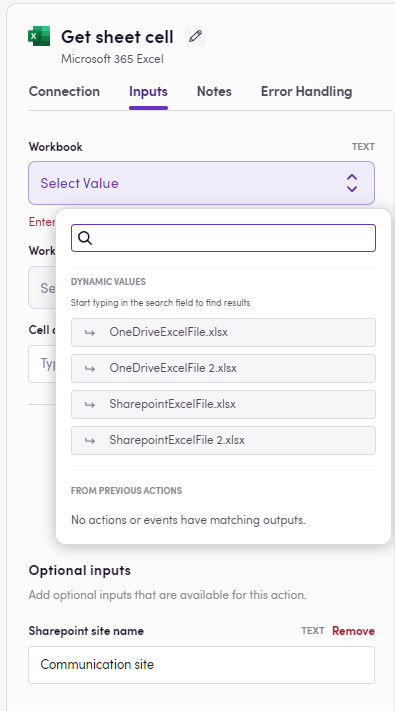 Get sheet cell
Microsoft 365 Excel
Connection Inputs Notes Error Handling
Workbook TEXT
Select Value
Enter
DYNAMIC VALUES
Start typing in the search field to find results
OneDriveExcelFile.xlsx
OneDriveExcelFile 2.xlsx
SharepointExcelFile.xlsx
SharepointExcelFile 2.xlsx
FROM PREVIOUS ACTIONS
No actions or events have matching outputs.
Work
Se
Cell
Typ
Optional inputs
Add optional inputs that are available for this action.
Sharepoint site name TEXT Remove
Communication site